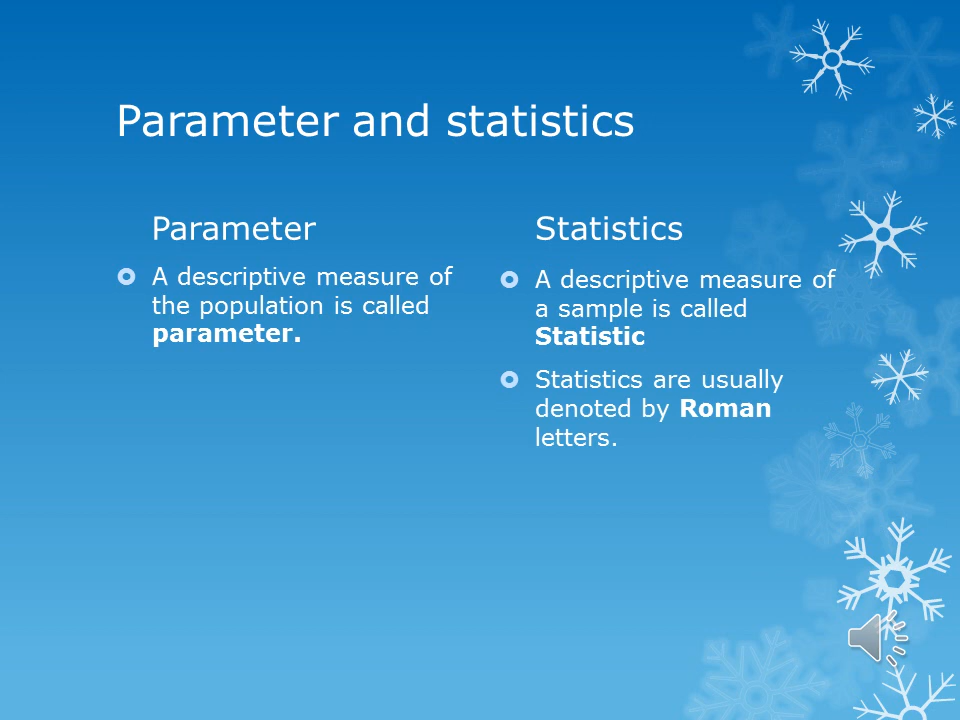 Parameter and statistics
Parameter
A descriptive measure of
the population is called
parameter.
Statistics
A descriptive measure of
a sample is called
Statistic
Statistics are usually
denoted by Roman
letters.